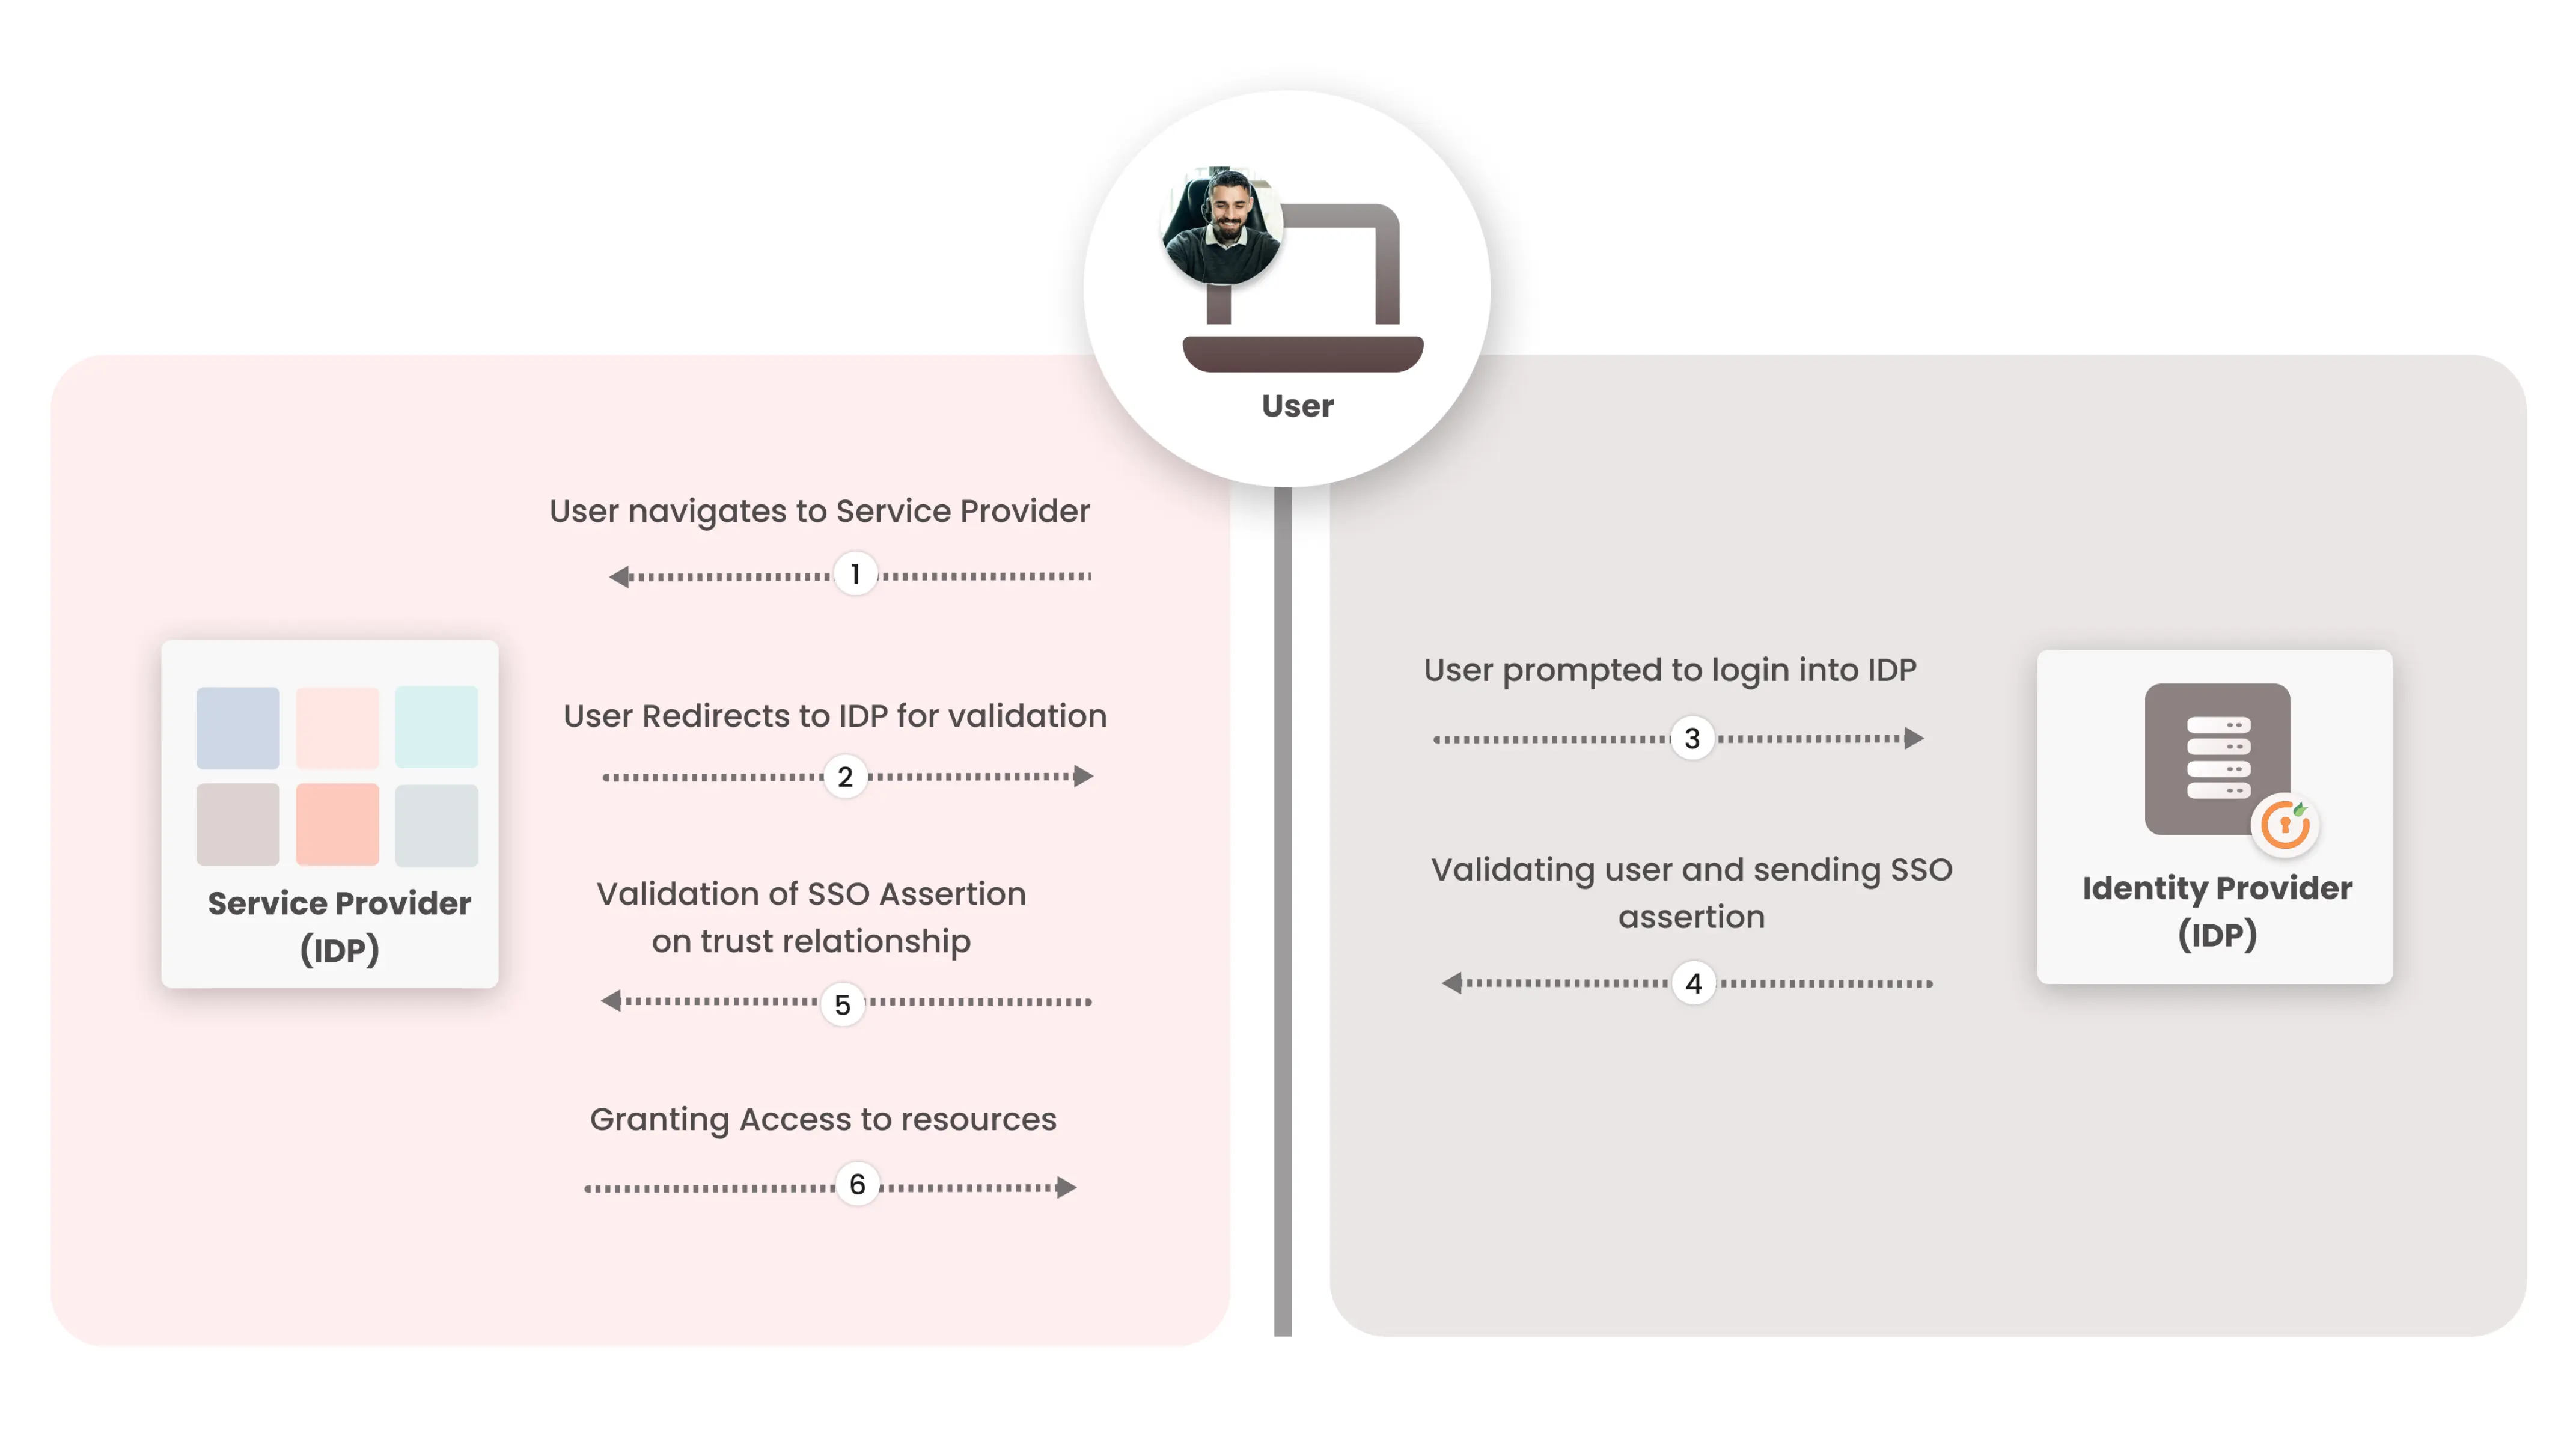 User
User navigates to Service Provider
1
User Redirects to IDP for validation
2
Validation of SSO Assertion
on trust relationship
5
Granting Access to resources
6
Service Provider
(IDP)
User prompted to login into IDP
3
Validating user and sending SSO
assertion
4
Identity Provider
(IDP)